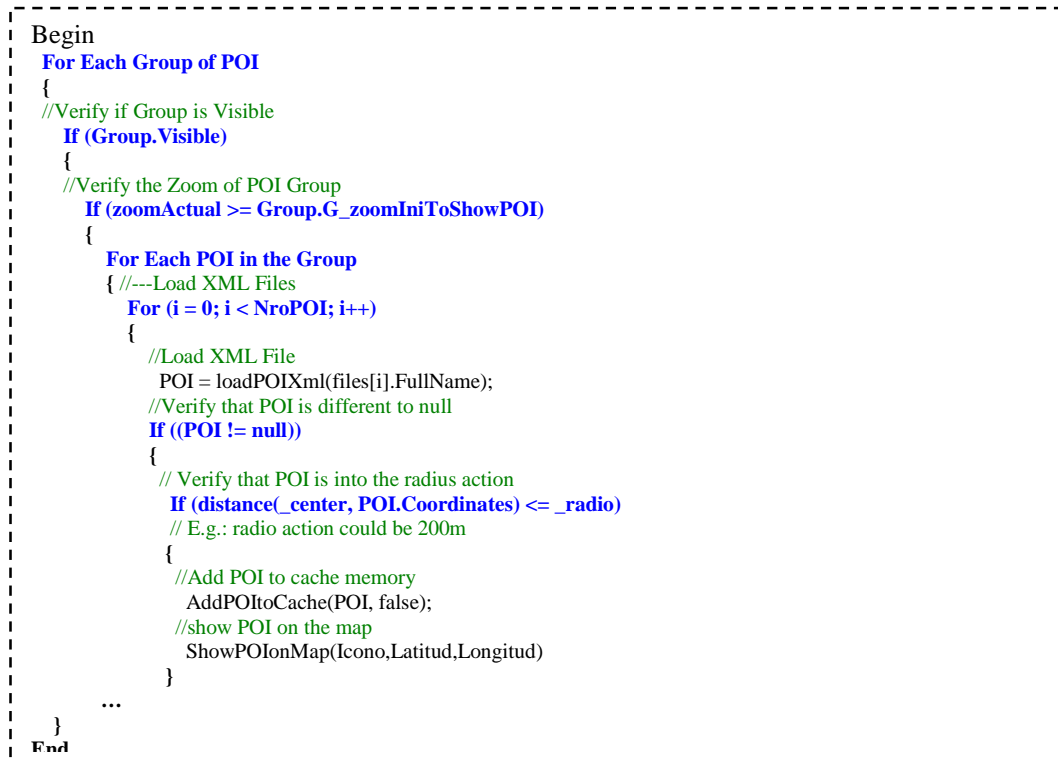 Begin
For Each Group of POI
{
//Verify if Group is Visible
If (Group.Visible)
{
//Verify the Zoom of POI Group
If (zoomActual >= Group.G_zoomIniToShowPOI)
{
For Each POI in the Group
{ //---Load XML Files
For (i = 0; i < NroPOI; i++)
{
//Load XML File
POI = loadPOIXml(files[i].FullName);
//Verify that POI is different to null
If ((POI != null))
{
// Verify that POI is into the radius action
If (distance(_center, POI.Coordinates) <= _radio)
// E.g.: radio action could be 200m
{
//Add POI to cache memory
AddPOItoCache(POI, false);
//show POI on the map
ShowPOIonMap(Icono,Latitud,Longitud)
}
...
}
End